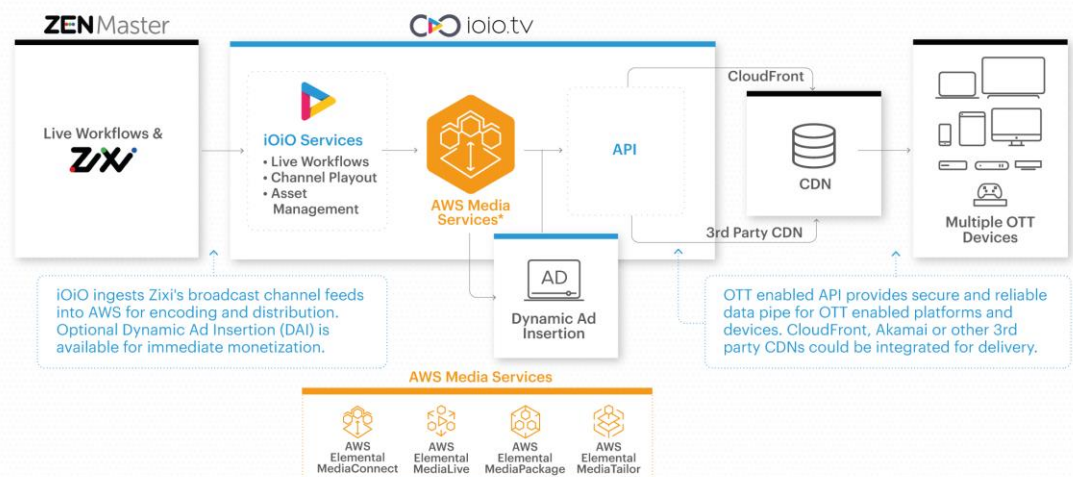 ZEN Master
ioio.tv
Live Workflows &
ZIXI
iOiO Services
• Live Workflows
• Channel Playout
• Asset
Management
AWS Media
Services*
API
CloudFront
3rd Party CDN
CDN
Multiple OTT
Devices
AD
Dynamic Ad
Insertion
iOiO ingests Zixi's broadcast channel feeds
into AWS for encoding and distribution.
Optional Dynamic Ad Insertion (DAI) is
available for immediate monetization.
OTT enabled API provides secure and reliable
data pipe for OTT enabled platforms and
devices. CloudFront, Akamai or other 3rd
party CDNs could be integrated for delivery.
AWS Media Services
AWS
Elemental
MediaConnect
AWS
Elemental
MediaLive
AWS
Elemental
MediaPackage
AWS
Elemental
MediaTailor